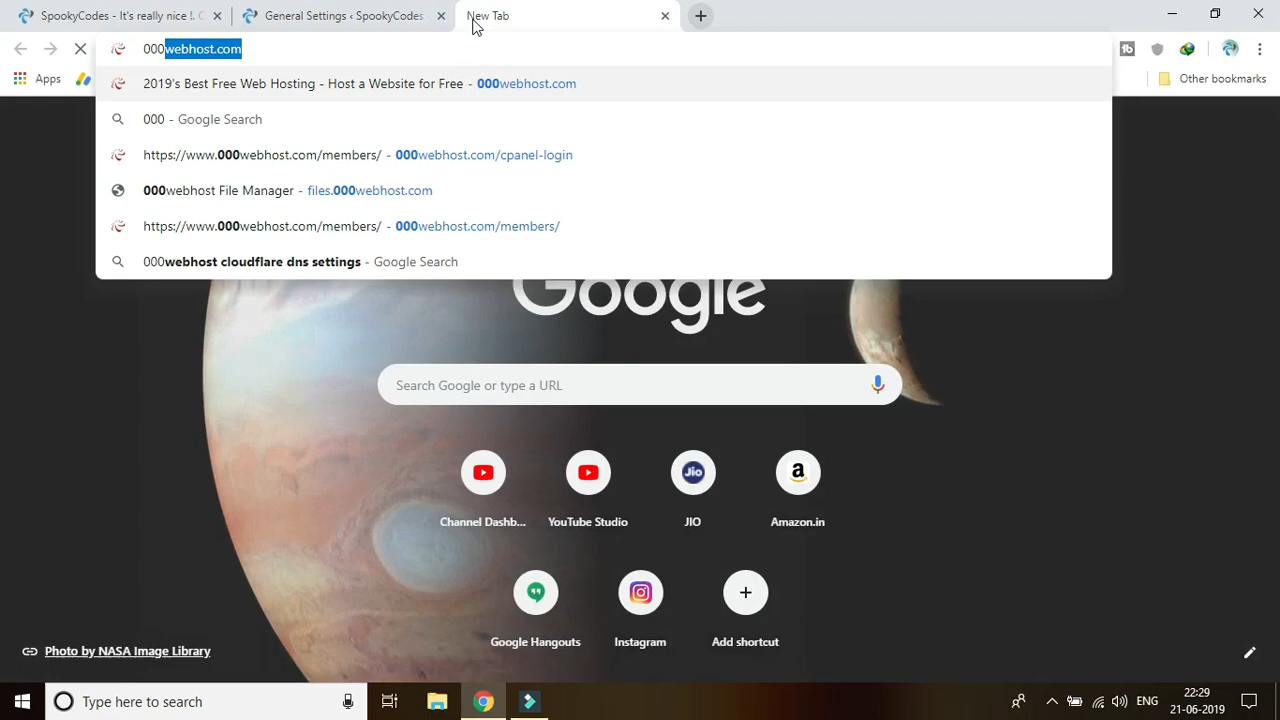 SpookyCodes - It's really nice !. C
General Settings ‹ SpookyCodes
New Tab
000webhost.com
Apps
Other bookmarks
2019's Best Free Web Hosting - Host a Website for Free - 000webhost.com
000 - Google Search
https://www.000webhost.com/members/ - 000webhost.com/cpanel-login
000webhost File Manager - files.000webhost.com
https://www.000webhost.com/members/ - 000webhost.com/members/
000webhost cloudflare dns settings - Google Search
Google
Search Google or type a URL
Jio
a
Channel Dashb...
YouTube Studio
JIO
Amazon.in
Google Hangouts
Instagram
Add shortcut
Photo by NASA Image Library
Type here to search
ENG
22:29
21-06-2019